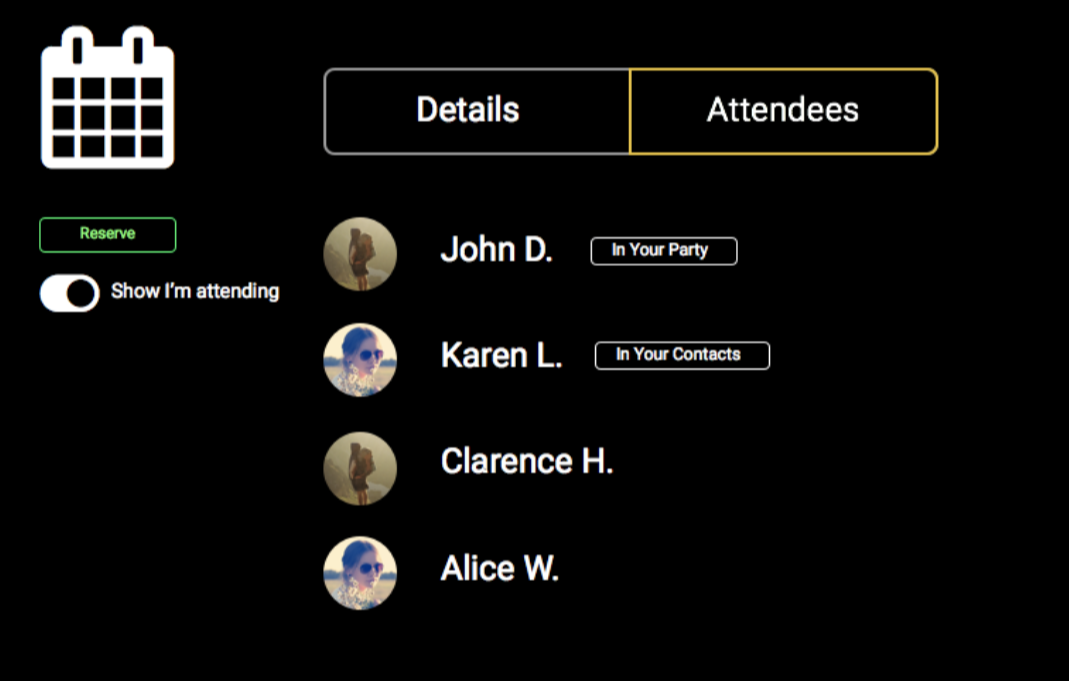 Details
Attendees
Reserve
Show I'm attending
John D.
In Your Party
Karen L.
In Your Contacts
Clarence H.
Alice W.